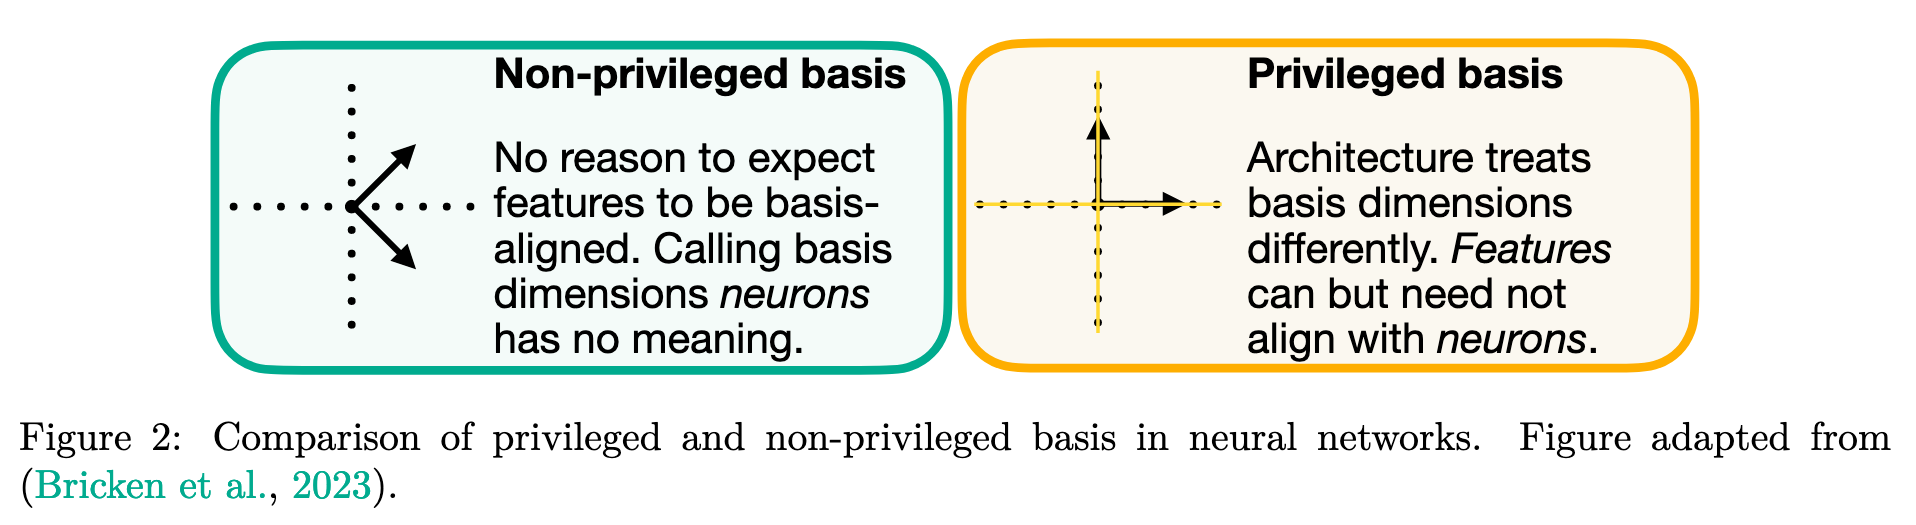 Non-privileged basis
No reason to expect
features to be basis-
aligned. Calling basis
dimensions neurons
has no meaning.
Privileged basis
Architecture treats
basis dimensions
differently. Features
can but need not
align with neurons.
Figure 2: Comparison of privileged and non-privileged basis in neural networks. Figure adapted from
(Bricken et al., 2023).